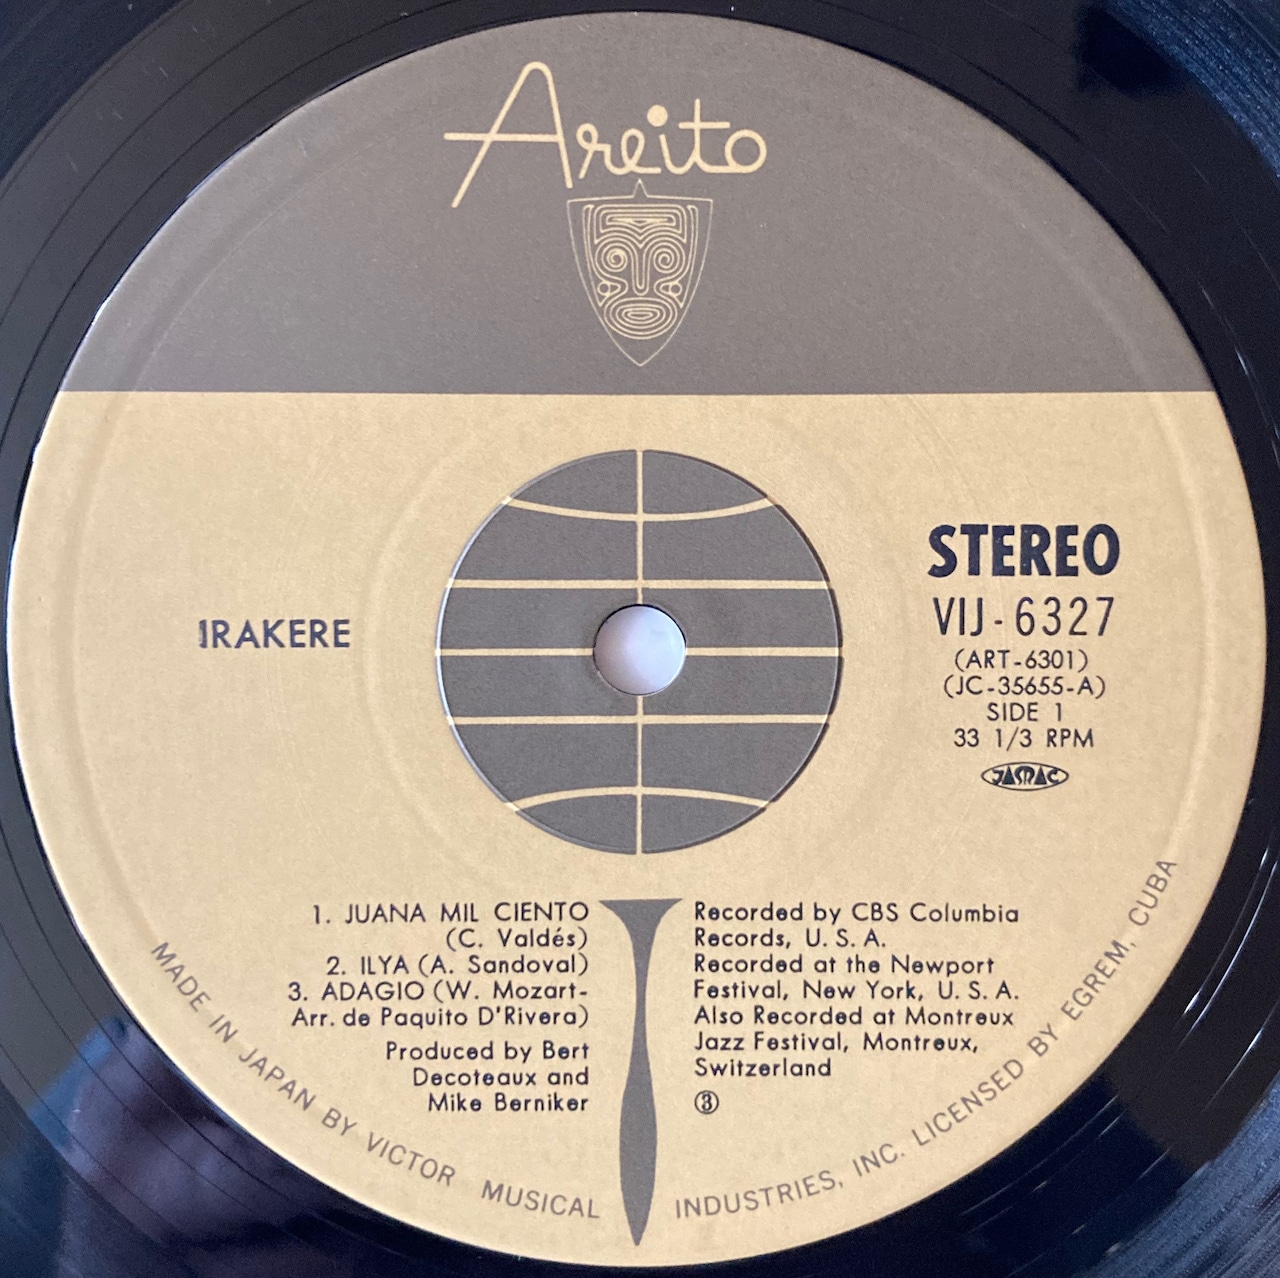 Areito
IRAKERE
STEREO
VIJ-6327
(ART-6301)
(JC-35655-A)
SIDE 1
33 1/3 RPM
JASRAC
1. JUANA MIL CIENTO
(C. Valdés)
2. ILYA (A. Sandoval)
3. ADAGIO (W. Mozart-
Arr. de Paquito D'Rivera)
Produced by Bert
Decoteaux and
Mike Berniker
Recorded by CBS Columbia
Records, U. S. A.
Recorded at the Newport
Festival, New York, U. S. A.
Also Recorded at Montreux
Jazz Festival, Montreux,
Switzerland
③
MADE IN JAPAN BY VICTOR MUSICAL INDUSTRIES, INC. LICENSED BY EGREM, CUBA